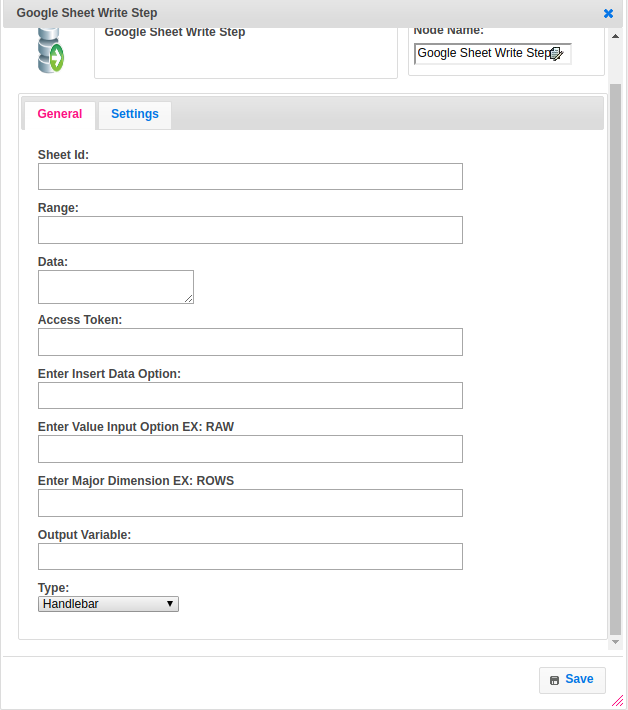 Google Sheet Write Step
Google Sheet Write Step
Node Name:
Google Sheet Write Step
General
Settings
Sheet Id:
Range:
Data:
Access Token:
Enter Insert Data Option:
Enter Value Input Option EX: RAW
Enter Major Dimension EX: ROWS
Output Variable:
Type:
Handlebar
Save